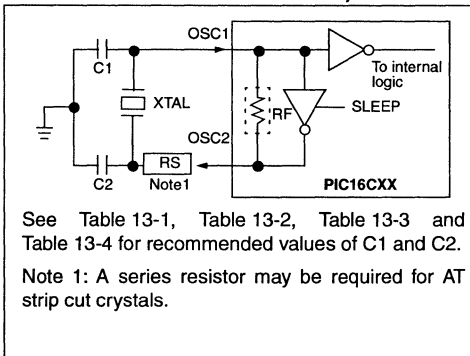 OSC1
C1
To internal
logic
XTAL
RF
SLEEP
OSC2
RS
C2
Note1
PIC16CXX
See Table 13-1, Table 13-2, Table 13-3 and
Table 13-4 for recommended values of C1 and C2.
Note 1: A series resistor may be required for AT
strip cut crystals.